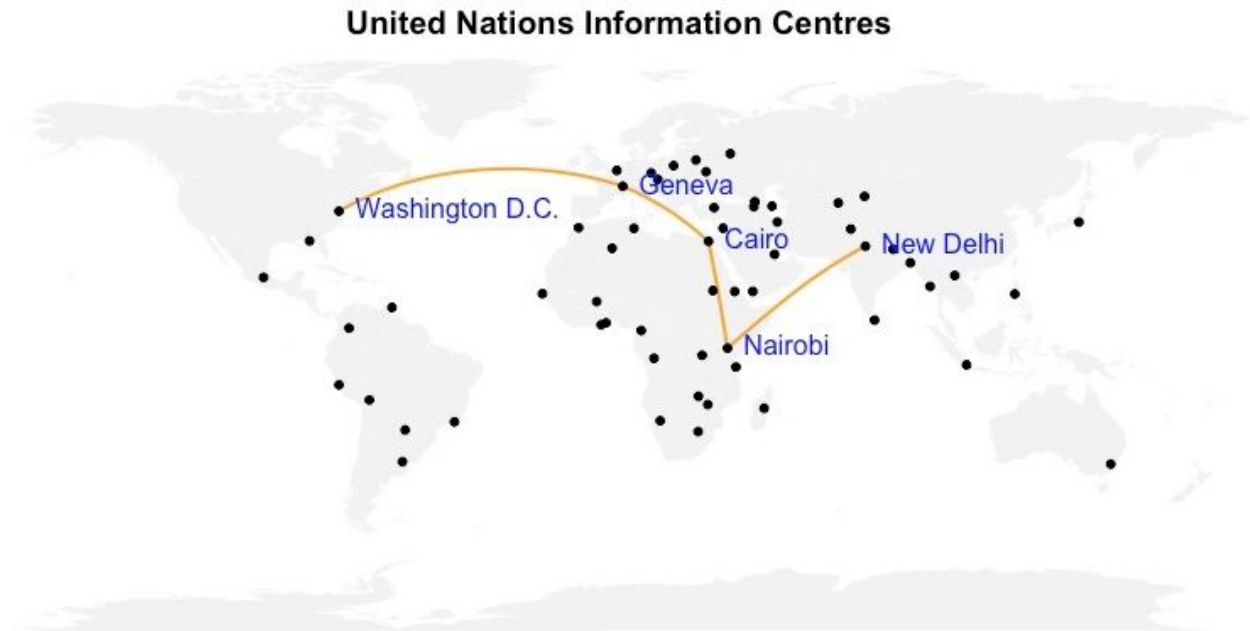 United Nations Information Centres
Geneva
Washington D.C.
Cairo
New Delhi
Nairobi